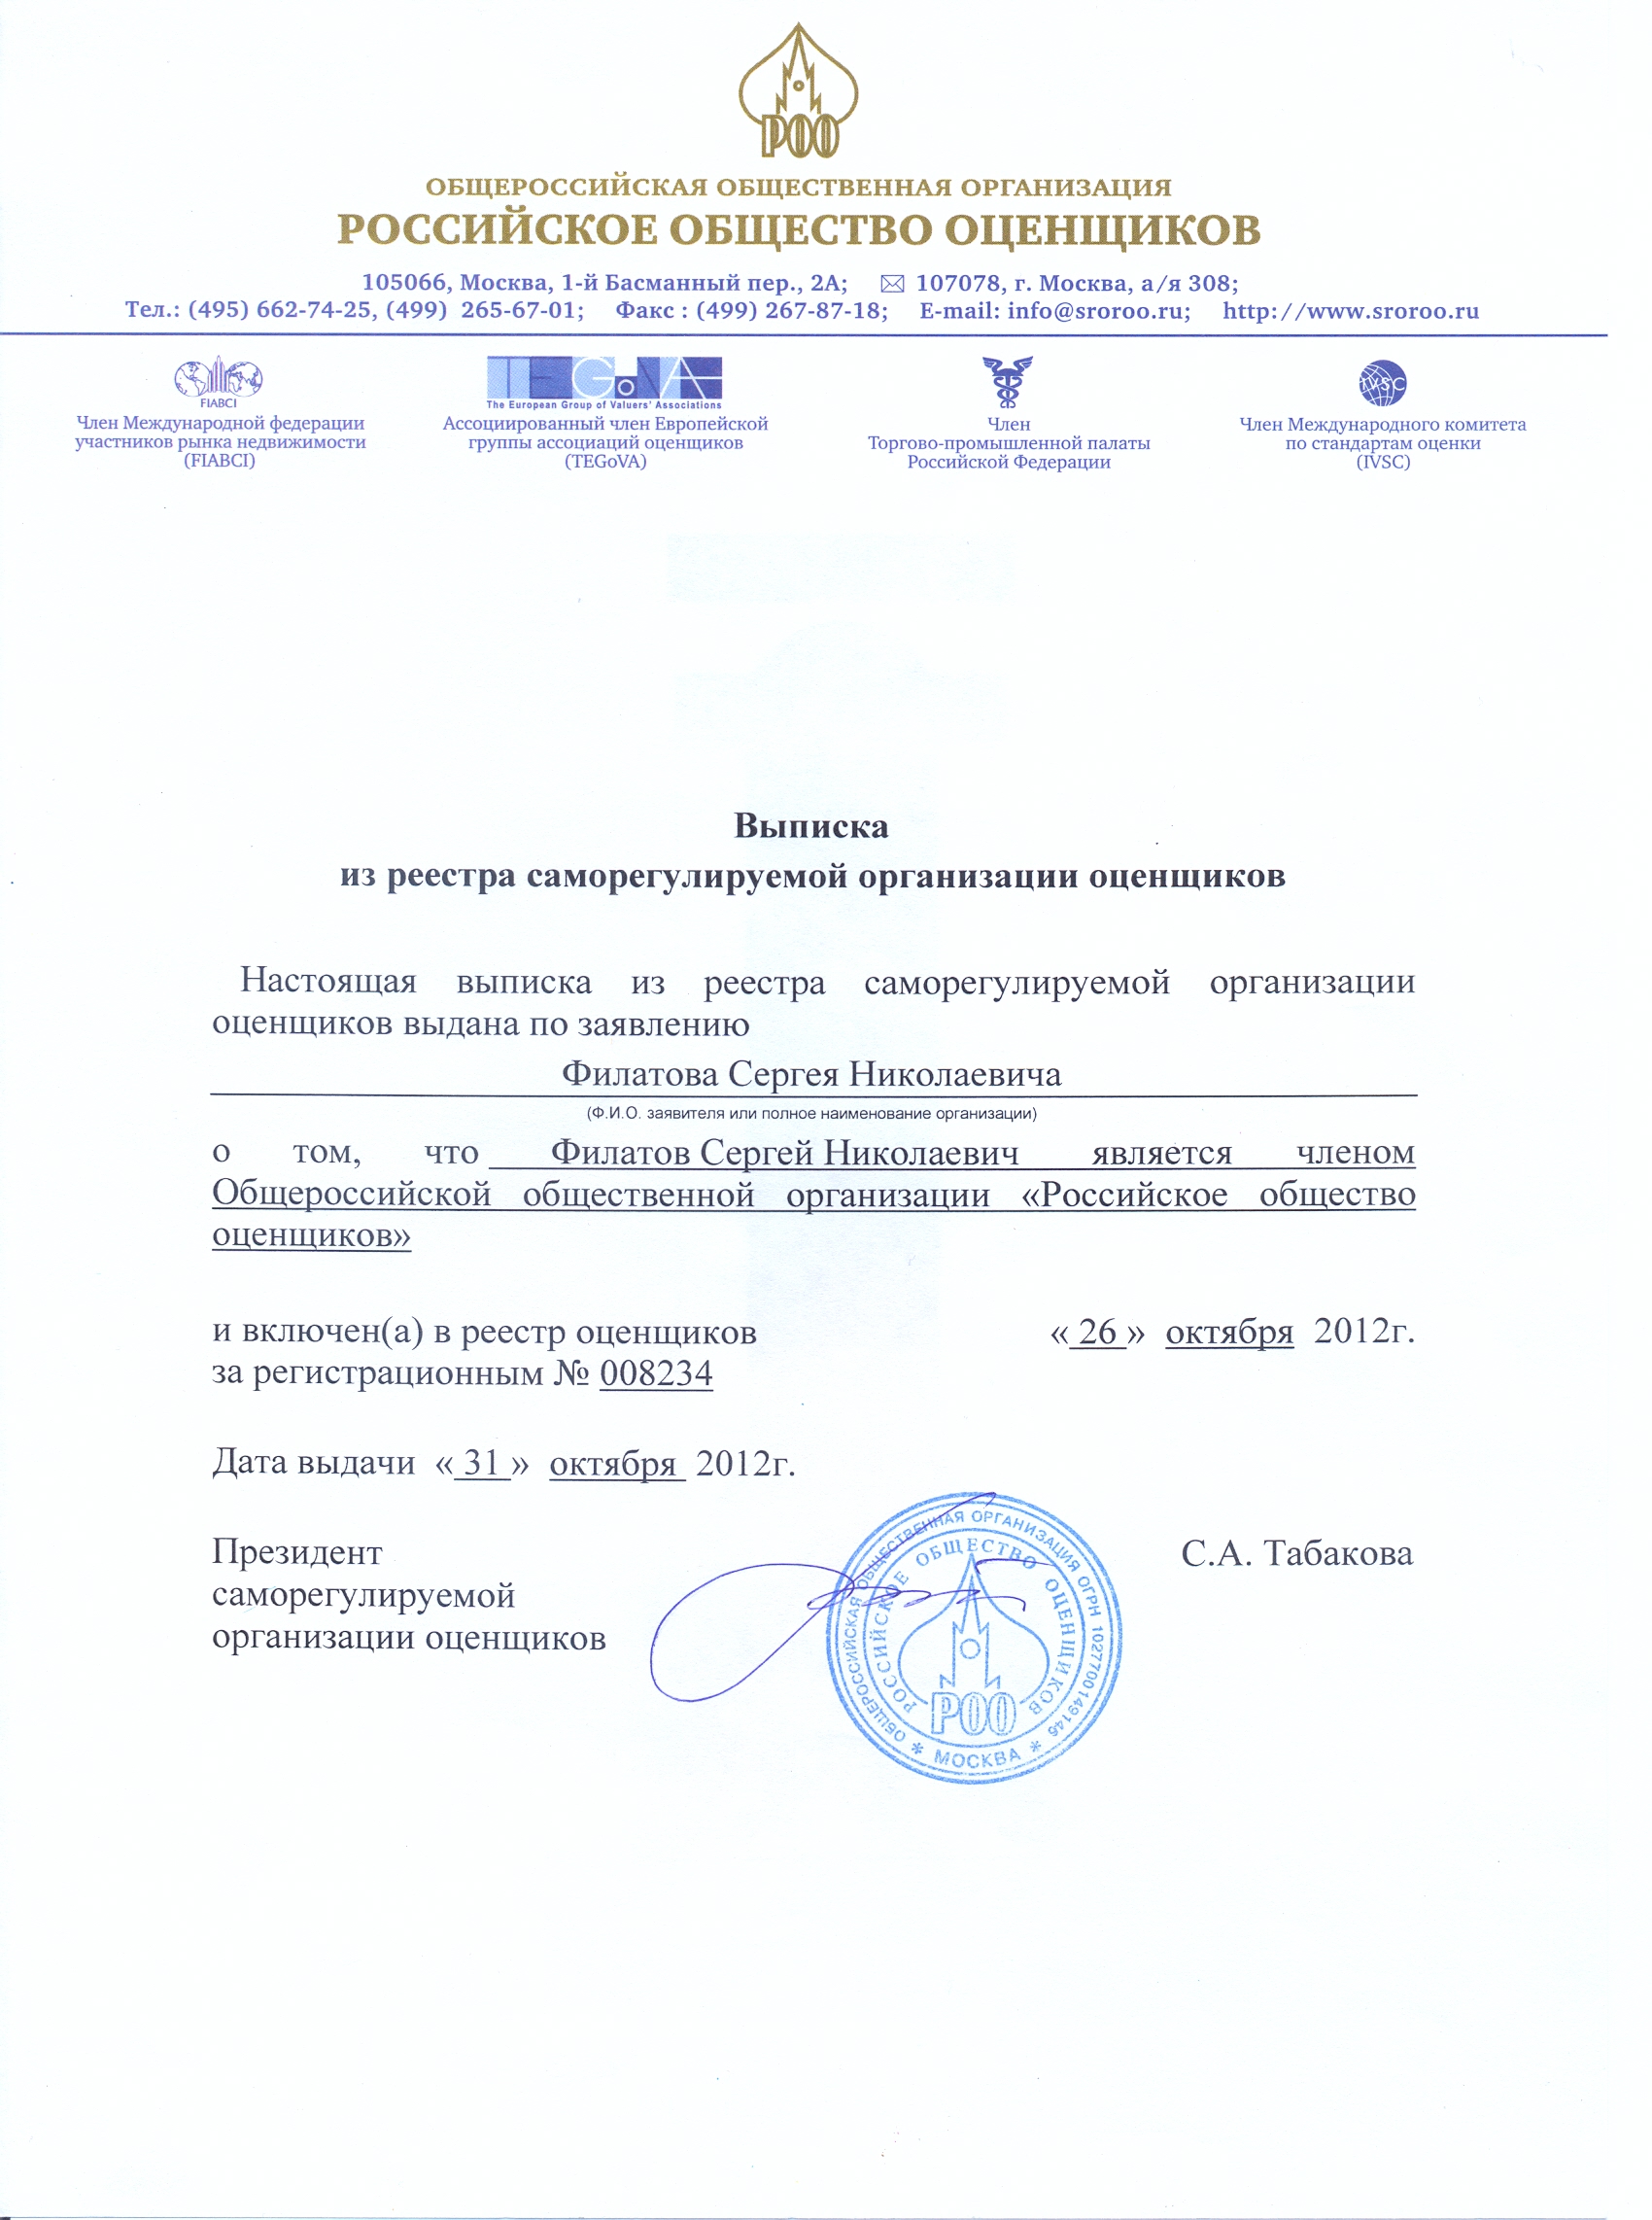 РОО
ОБЩЕРОССИЙСКАЯ ОБЩЕСТВЕННАЯ ОРГАНИЗАЦИЯ
РОССИЙСКОЕ ОБЩЕСТВО ОЦЕНЩИКОВ
105066, Москва, 1-й Басманный пер., 2А; 107078, г. Москва, а/я 308;
Тел.: (495) 662-74-25, (499) 265-67-01; Факс : (499) 267-87-18; E-mail: info@sroroo.ru; http://www.sroroo.ru
FIABCI
Член Международной федерации
участников рынка недвижимости
(FIABCI)
TEGoVA
The European Group of Valuers' Associations
Ассоциированный член Европейской
группы ассоциаций оценщиков
(TEGoVA)
Член
Торгово-промышленной палаты
Российской Федерации
IVSC
Член Международного комитета
по стандартам оценки
(IVSC)
Выписка
из реестра саморегулируемой организации оценщиков
Настоящая выписка из реестра саморегулируемой организации
оценщиков выдана по заявлению
Филатова Сергея Николаевича
(Ф.И.О. заявителя или полное наименование организации)
о том, что Филатов Сергей Николаевич является членом
Общероссийской общественной организации «Российское общество
оценщиков»
и включен(а) в реестр оценщиков « 26 » октября 2012г.
за регистрационным № 008234
Дата выдачи « 31 » октября 2012г.
Президент С.А. Табакова
саморегулируемой
организации оценщиков
ОБЩЕРОССИЙСКАЯ ОБЩЕСТВЕННАЯ ОРГАНИЗАЦИЯ ОГРН 1027700149146
РОССИЙСКОЕ ОБЩЕСТВО ОЦЕНЩИКОВ
РОО
* МОСКВА *